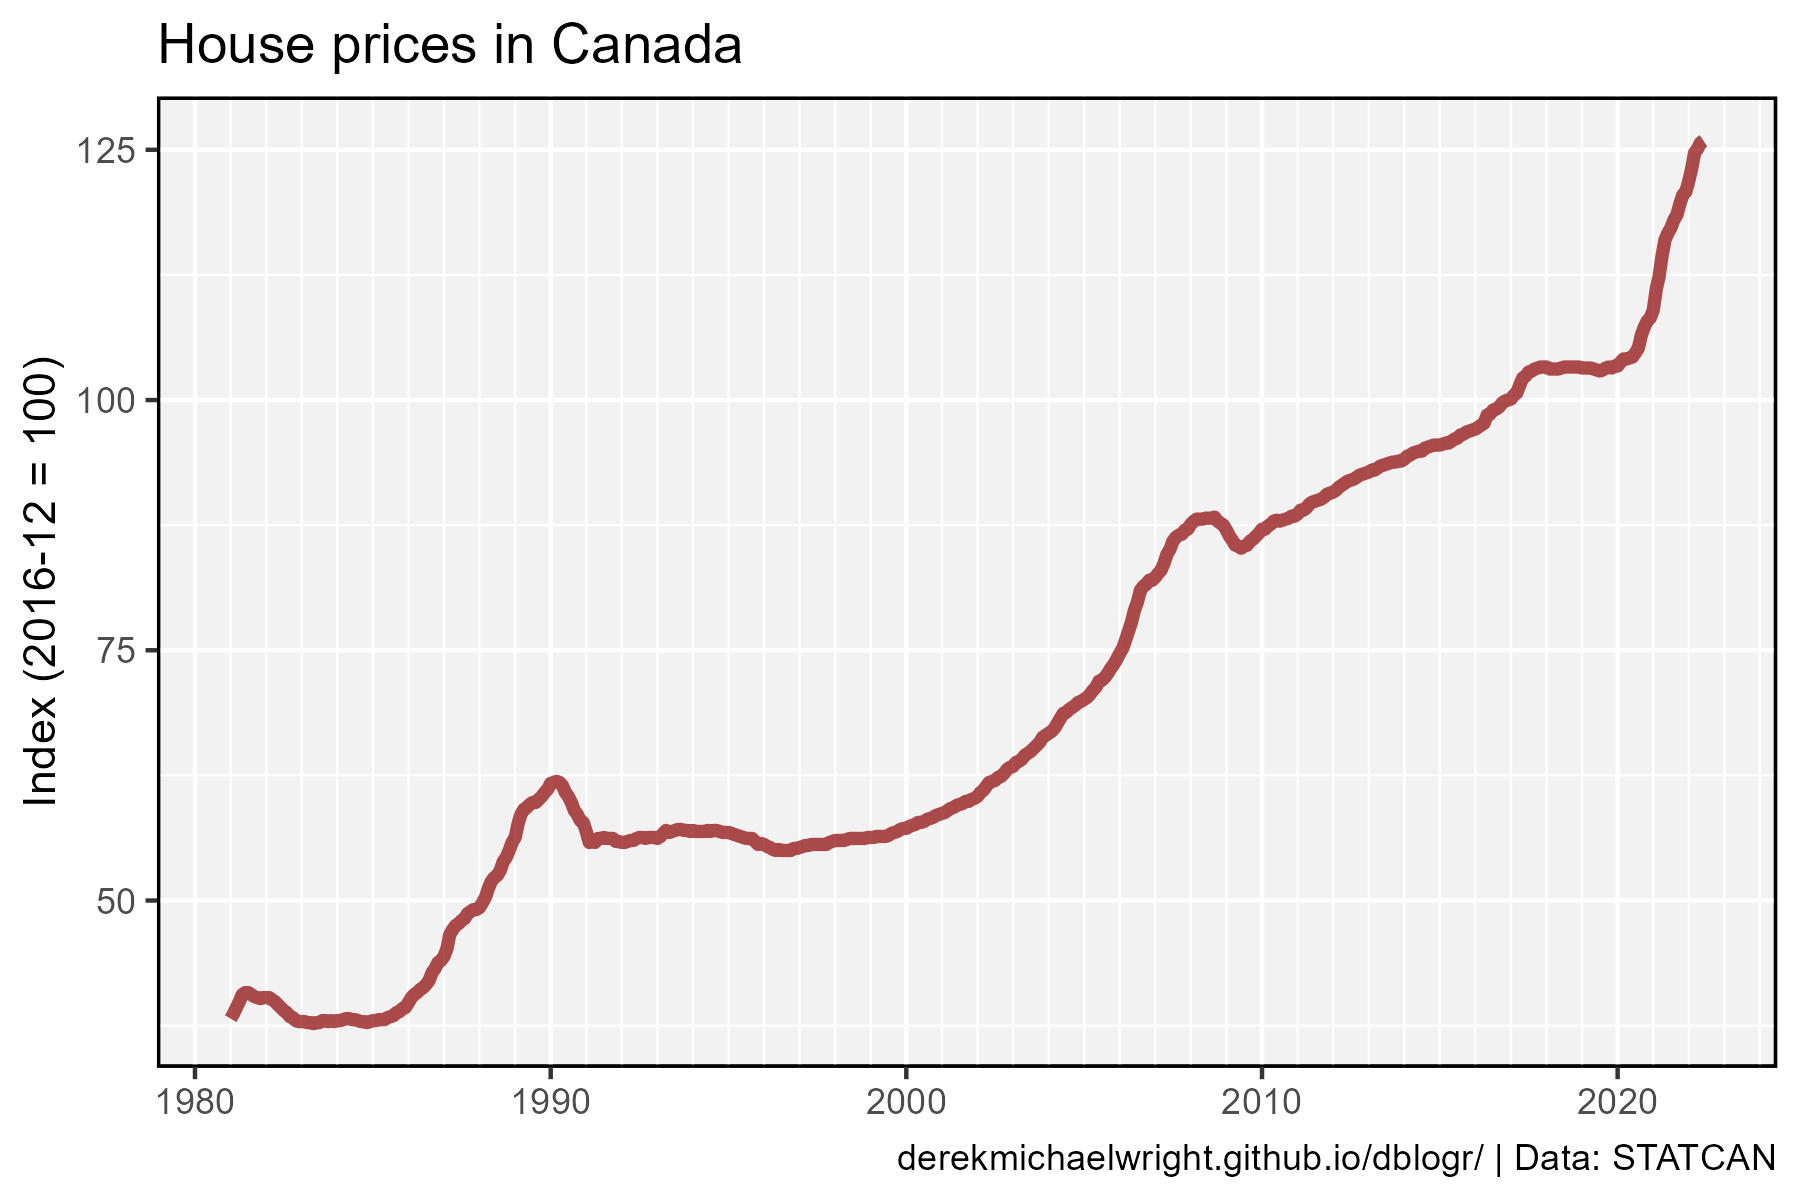 House prices in Canada
Index (2016-12 = 100)
125
100
75
50
1980 1990 2000 2010 2020
derekmichaelwright.github.io/dblogr/ | Data: STATCAN